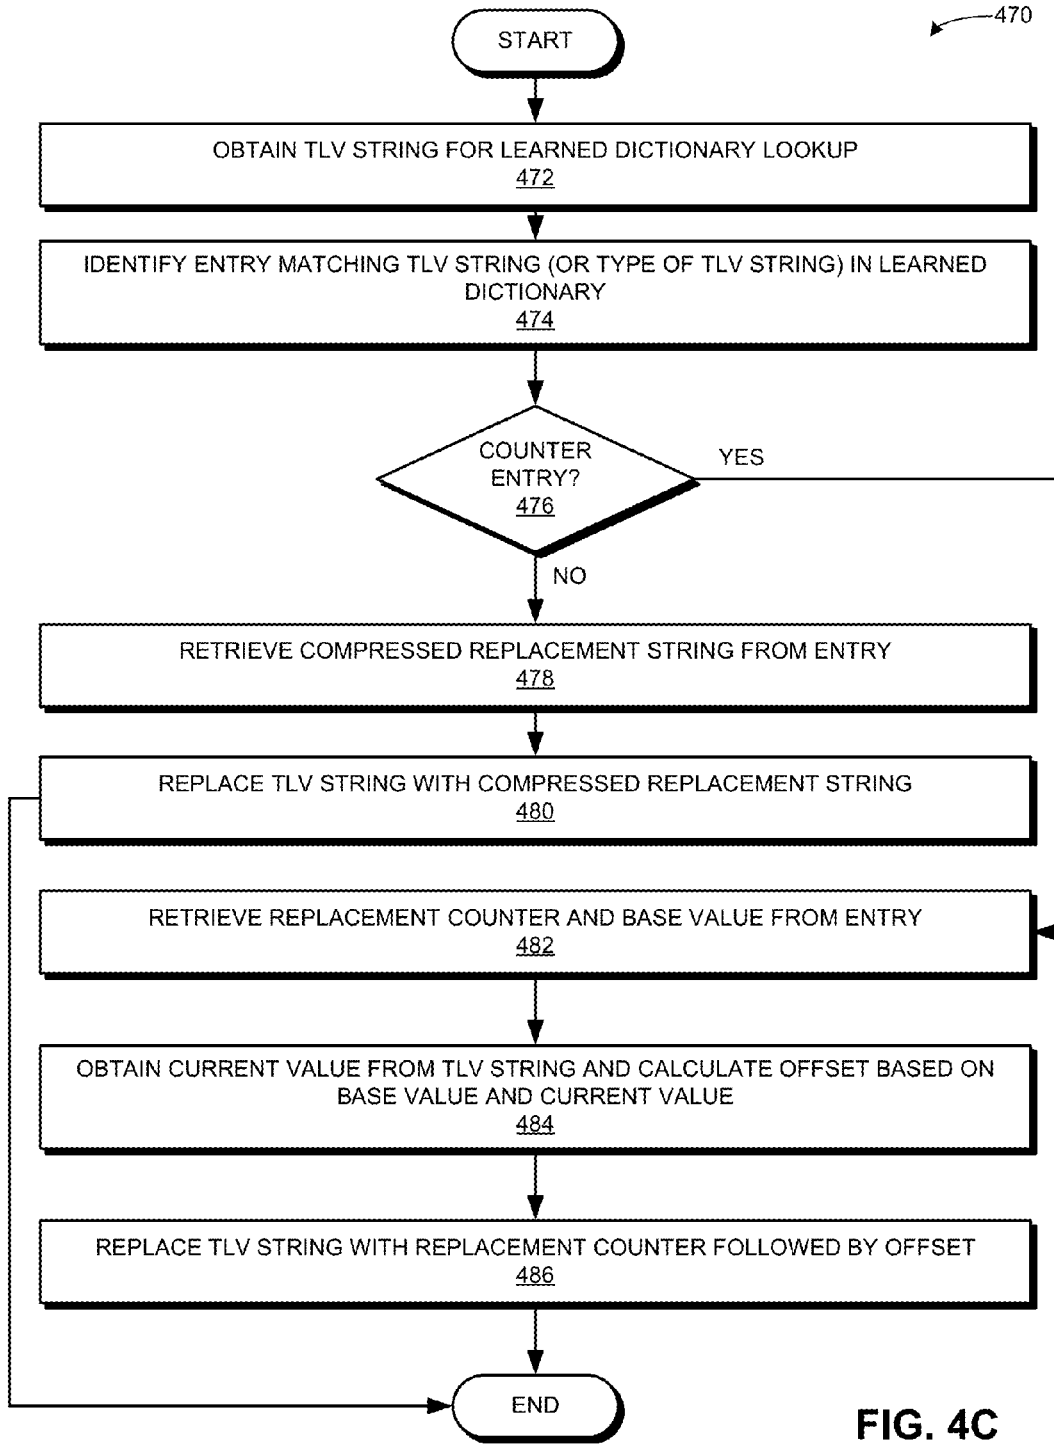 470
START
OBTAIN TLV STRING FOR LEARNED DICTIONARY LOOKUP
472
IDENTIFY ENTRY MATCHING TLV STRING (OR TYPE OF TLV STRING) IN LEARNED
DICTIONARY
474
COUNTER
ENTRY?
476
YES
NO
RETRIEVE COMPRESSED REPLACEMENT STRING FROM ENTRY
478
REPLACE TLV STRING WITH COMPRESSED REPLACEMENT STRING
480
RETRIEVE REPLACEMENT COUNTER AND BASE VALUE FROM ENTRY
482
OBTAIN CURRENT VALUE FROM TLV STRING AND CALCULATE OFFSET BASED ON
BASE VALUE AND CURRENT VALUE
484
REPLACE TLV STRING WITH REPLACEMENT COUNTER FOLLOWED BY OFFSET
486
END
FIG. 4C